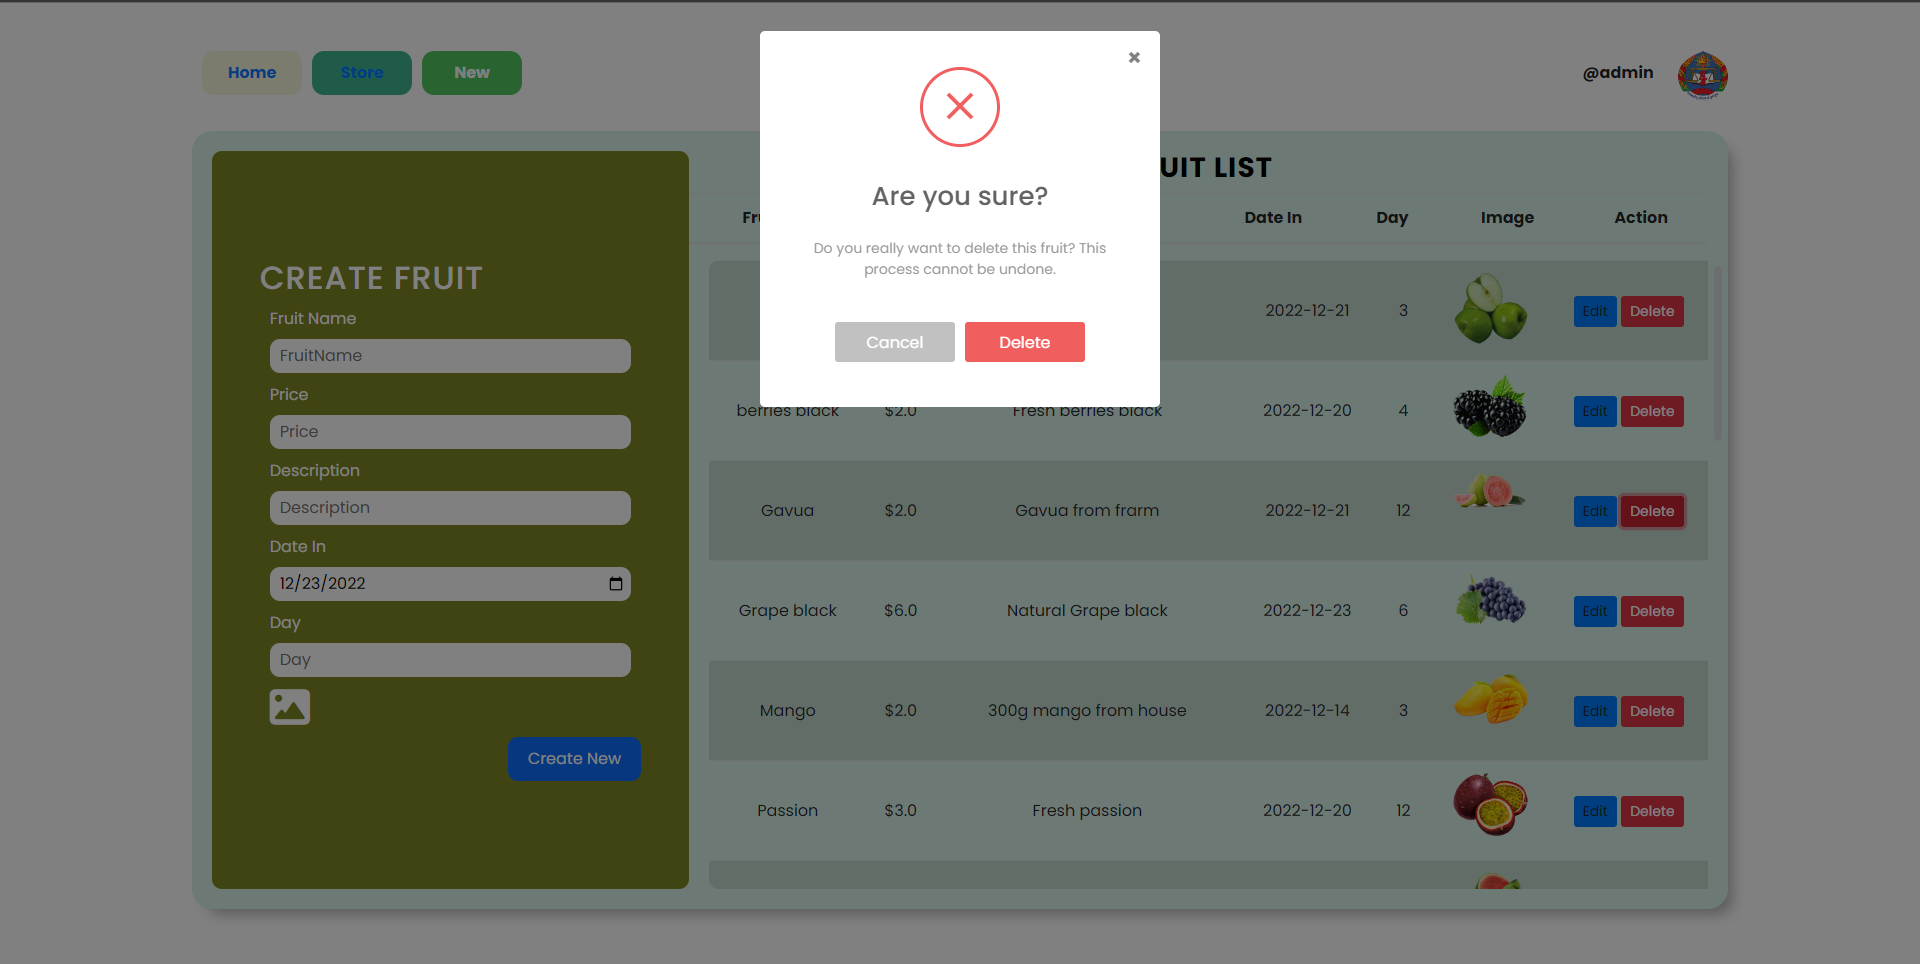 Home
Store
New
@admin
✖
Are you sure?
Do you really want to delete this fruit? This
process cannot be undone.
Cancel
Delete
CREATE FRUIT
Fruit Name
FruitName
Price
Price
Description
Description
Date In
12/23/2022
Day
Day
Create New
UIT LIST
Fru
Date In
Day
Image
Action
2022-12-21
3
Edit
Delete
berries black
$2.0
Fresh berries black
2022-12-20
4
Edit
Delete
Gavua
$2.0
Gavua from frarm
2022-12-21
12
Edit
Delete
Grape black
$6.0
Natural Grape black
2022-12-23
6
Edit
Delete
Mango
$2.0
300g mango from house
2022-12-14
3
Edit
Delete
Passion
$3.0
Fresh passion
2022-12-20
12
Edit
Delete